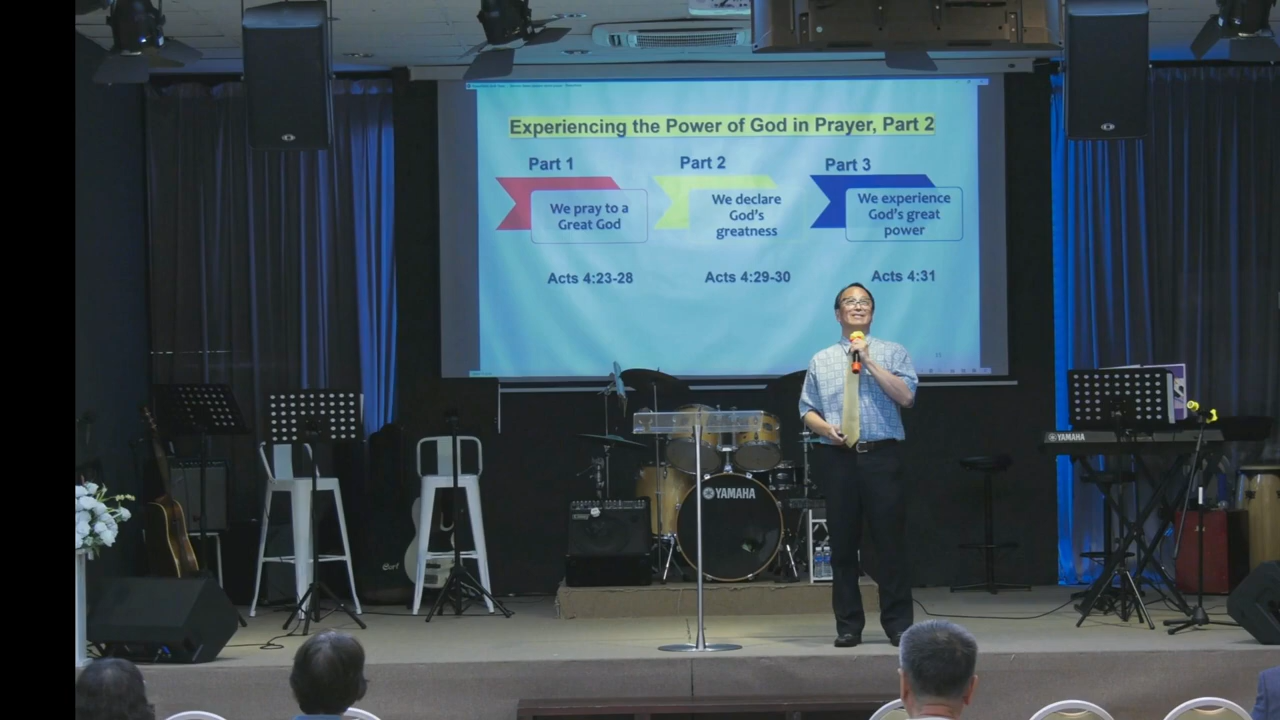 Experiencing the Power of God in Prayer, Part 2
Part 1
Part 2
Part 3
We pray to a
Great God
We declare
God's
greatness
We experience
God's great
power
Acts 4:23-28
Acts 4:29-30
Acts 4:31
YAMAHA
YAMAHA
Cort